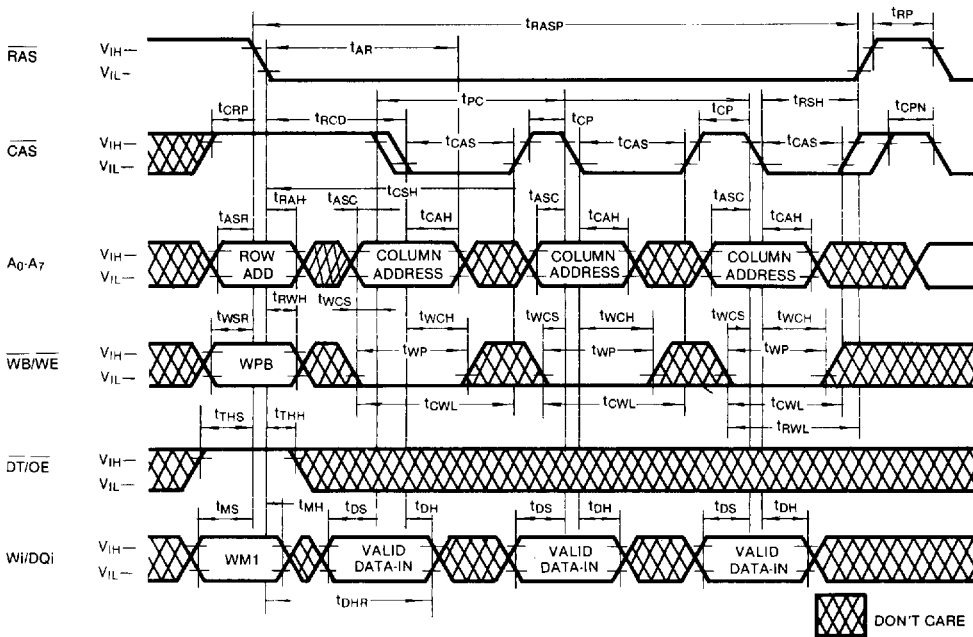 tRASP
tRP
tAR
RAS
VIH
VIL
tCRP
tRCD
tPC
tCP
tCP
tRSH
tCPN
CAS
VIH
VIL
tCAS
tCAS
tCAS
tCSH
tASR
tRAH
tASC
tCAH
tASC
tCAH
tASC
tCAH
A0-A7
VIH
VIL
ROW ADD
COLUMN ADDRESS
COLUMN ADDRESS
COLUMN ADDRESS
tWSR
tRWH
tWCS
tWCH
tWCS
tWCH
tWCS
tWCH
WB/WE
VIH
VIL
WPB
tWP
tWP
tWP
tCWL
tCWL
tCWL
tRWL
tTHS
tTHH
DT/OE
VIH
VIL
tMS
tMH
tDS
tDH
tDS
tDH
tDS
tDH
Wi/DQi
VIH
VIL
WM1
VALID DATA-IN
VALID DATA-IN
VALID DATA-IN
tDHR
DON'T CARE